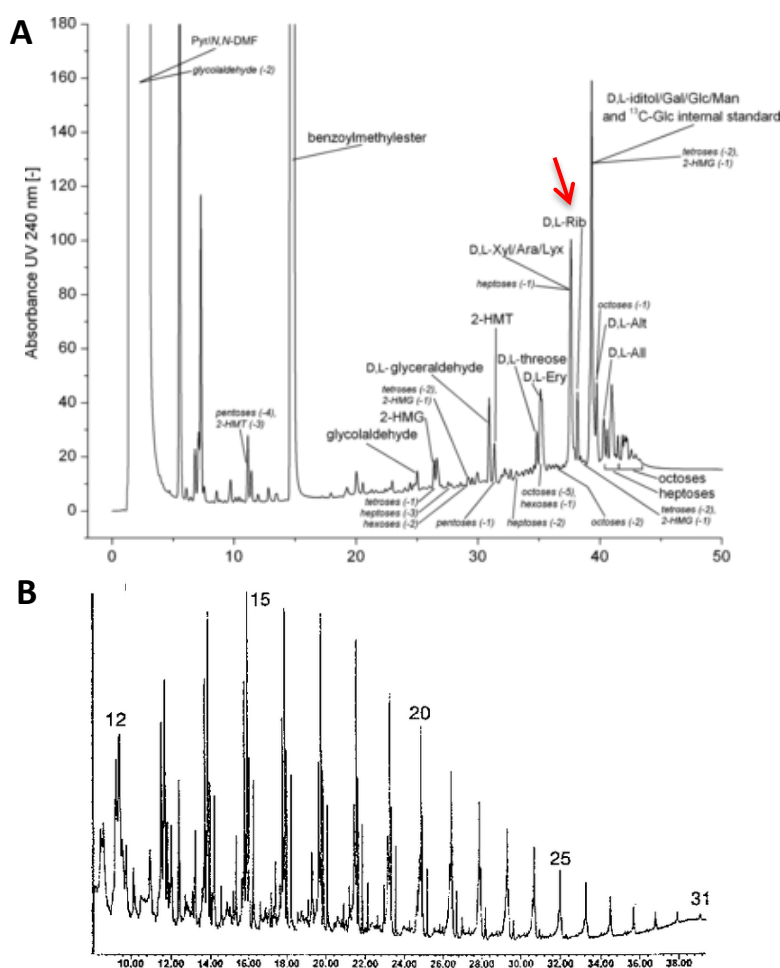 A
180
160
140
120
100
80
60
40
20
0
Absorbance UV 240 nm [-]
Pyr/N,N-DMF
glycolaldehyde (-2)
benzoylmethylester
D,L-iditol/Gal/Glc/Man
and ¹³C-Glc internal standard
tetroses (-2),
2-HMG (-1)
D,L-Rib
D,L-Xyl/Ara/Lyx
heptoses (-1)
octoses (-1)
2-HMT
D,L-Alt
D,L-threose
D,L-Ery
D,L-All
D,L-glyceraldehyde
tetroses (-2),
2-HMG (-1)
pentoses (-4),
2-HMT (-3)
2-HMG
glycolaldehyde
tetroses (-1)
heptoses (-3)
hexoses (-2)
pentoses (-1)
octoses (-5),
hexoses (-1)
heptoses (-2)
octoses (-2)
octoses
heptoses
tetroses (-2),
2-HMG (-1)
0 10 20 30 40 50
B
12
15
20
25
31
10.00 12.00 14.00 16.00 18.00 20.00 22.00 24.00 26.00 28.00 30.00 32.00 34.00 36.00 38.00